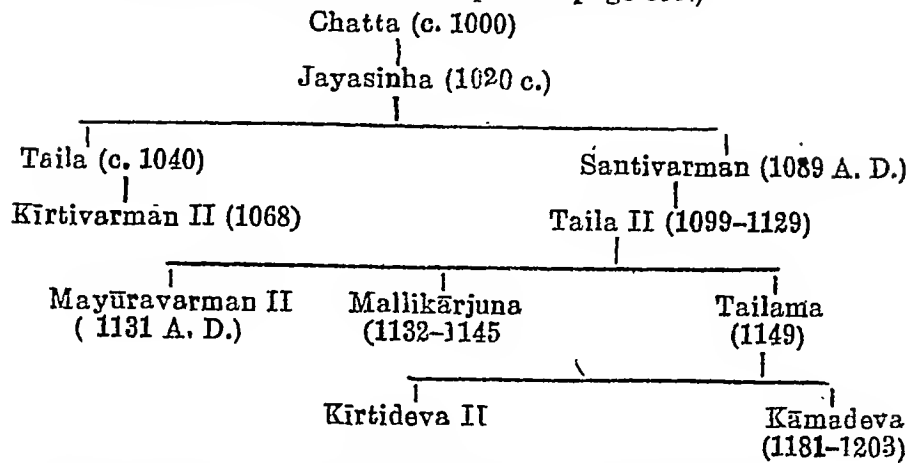 Chatta (c. 1000)
Jayasinha (1020 c.)
Taila (c. 1040) Santivarman (1089 A. D.)
Kīrtivarman II (1068) Taila II (1099–1129)
Mayūravarman II Mallikārjuna Tailama
( 1131 A. D.) (1132–1145 (1149)
Kīrtideva II Kāmadeva
(1181–1203)